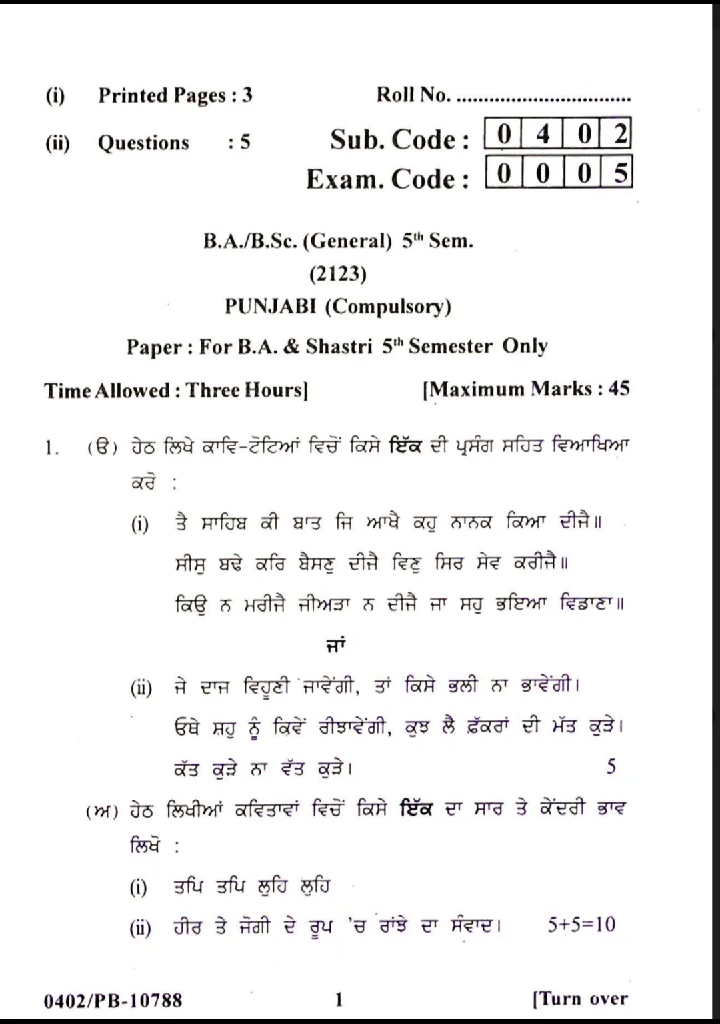 (i) Printed Pages : 3 Roll No. ................................
(ii) Questions : 5 Sub. Code : 0 4 0 2
Exam. Code : 0 0 0 5
B.A./B.Sc. (General) 5th Sem.
(2123)
PUNJABI (Compulsory)
Paper : For B.A. & Shastri 5th Semester Only
Time Allowed : Three Hours] [Maximum Marks : 45
1. (ੳ) ਹੇਠ ਲਿਖੇ ਕਾਵਿ-ਟੋਟਿਆਂ ਵਿਚੋਂ ਕਿਸੇ ਇੱਕ ਦੀ ਪ੍ਰਸੰਗ ਸਹਿਤ ਵਿਆਖਿਆ
ਕਰੋ :
(i) ਤੈ ਸਾਹਿਬ ਕੀ ਬਾਤ ਜਿ ਆਖੈ ਕਹੁ ਨਾਨਕ ਕਿਆ ਦੀਜੈ॥
ਸੀਸੁ ਬਢੇ ਕਰਿ ਬੈਸਣੁ ਦੀਜੈ ਵਿਣੁ ਸਿਰ ਸੇਵ ਕਰੀਜੈ॥
ਕਿਉ ਨ ਮਰੀਜੈ ਜੀਅੜਾ ਨ ਦੀਜੈ ਜਾ ਸਹੁ ਭਇਆ ਵਿਡਾਣਾ॥
ਜਾਂ
(ii) ਜੇ ਦਾਜ ਵਿਹੂਣੀ ਜਾਵੇਂਗੀ, ਤਾਂ ਕਿਸੇ ਭਲੀ ਨਾ ਭਾਵੇਂਗੀ।
ਓਥੇ ਸ਼ਹੁ ਨੂੰ ਕਿਵੇਂ ਰੀਝਾਵੇਂਗੀ, ਕੁਝ ਲੈ ਫ਼ੱਕਰਾਂ ਦੀ ਮੱਤ ਕੁੜੇ।
ਕੱਤ ਕੁੜੇ ਨਾ ਵੱਤ ਕੁੜੇ। 5
(ਅ) ਹੇਠ ਲਿਖੀਆਂ ਕਵਿਤਾਵਾਂ ਵਿਚੋਂ ਕਿਸੇ ਇੱਕ ਦਾ ਸਾਰ ਤੇ ਕੇਂਦਰੀ ਭਾਵ
ਲਿਖੋ :
(i) ਤਪਿ ਤਪਿ ਲੁਹਿ ਲੁਹਿ
(ii) ਹੀਰ ਤੇ ਜੋਗੀ ਦੇ ਰੂਪ 'ਚ ਰਾਂਝੇ ਦਾ ਸੰਵਾਦ। 5+5=10
0402/PB-10788 1 [Turn over